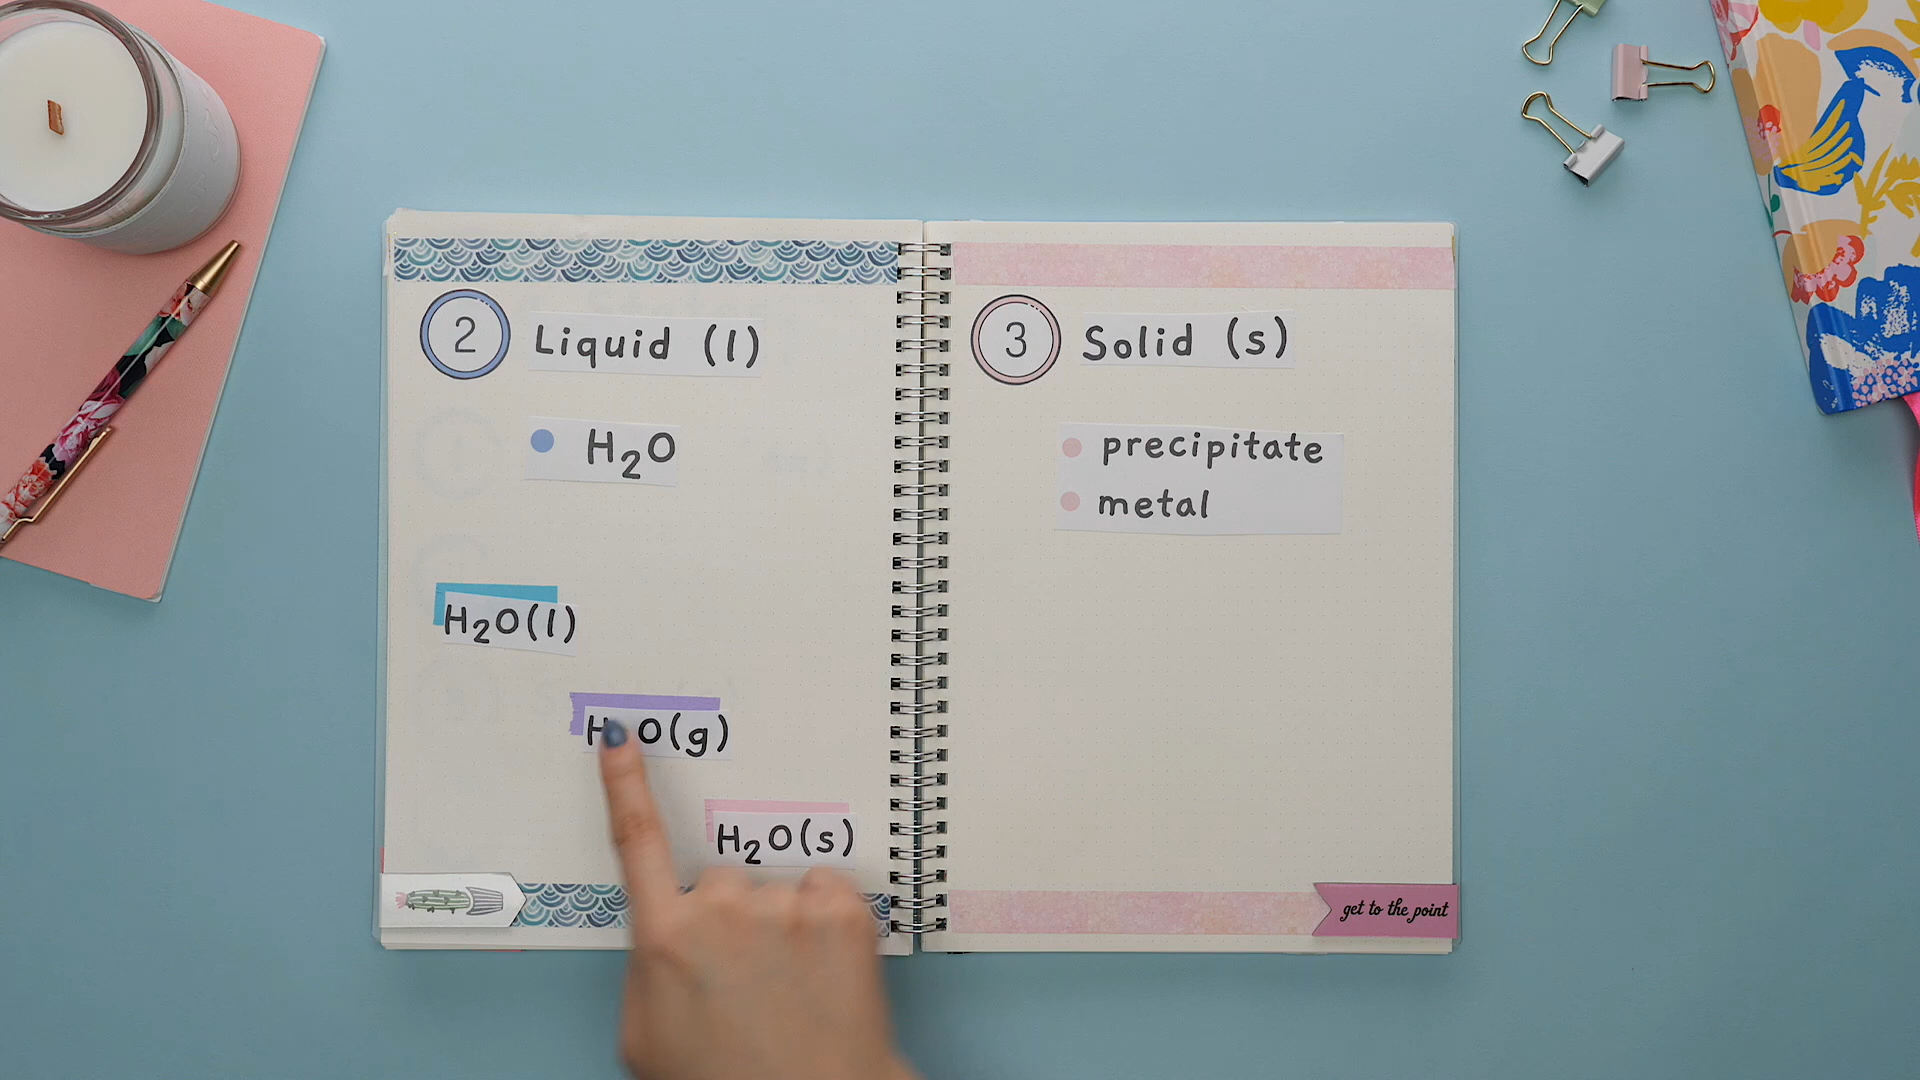 2 Liquid (l)
• H₂O
H₂O(l)
H O(g)
H₂O(s)
3 Solid (s)
• precipitate
• metal
get to the point